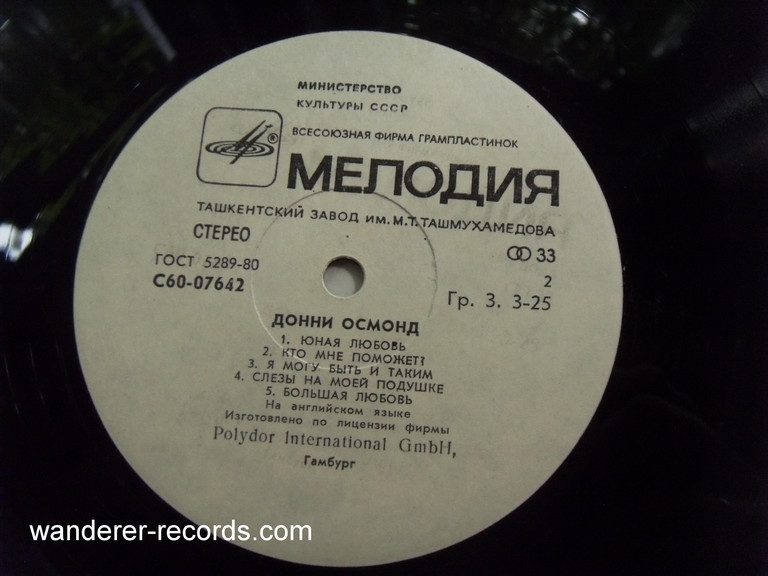 МИНИСТЕРСТВО
КУЛЬТУРЫ СССР
ВСЕСОЮЗНАЯ ФИРМА ГРАМПЛАСТИНОК
®
МЕЛОДИЯ
ТАШКЕНТСКИЙ ЗАВОД ИМ. М.Т. ТАШМУХАМЕДОВА
СТЕРЕО
33
ГОСТ 5289-80
2
С60-07642
Гр. 3. 3-25
ДОННИ ОСМОНД
1. ЮНАЯ ЛЮБОВЬ
2. КТО МНЕ ПОМОЖЕТ?
3. Я МОГУ БЫТЬ И ТАКИМ
4. СЛЕЗЫ НА МОЕЙ ПОДУШКЕ
5. БОЛЬШАЯ ЛЮБОВЬ
На английском языке
Изготовлено по лицензии фирмы
Polydor International GmbH,
Гамбург
wanderer-records.com